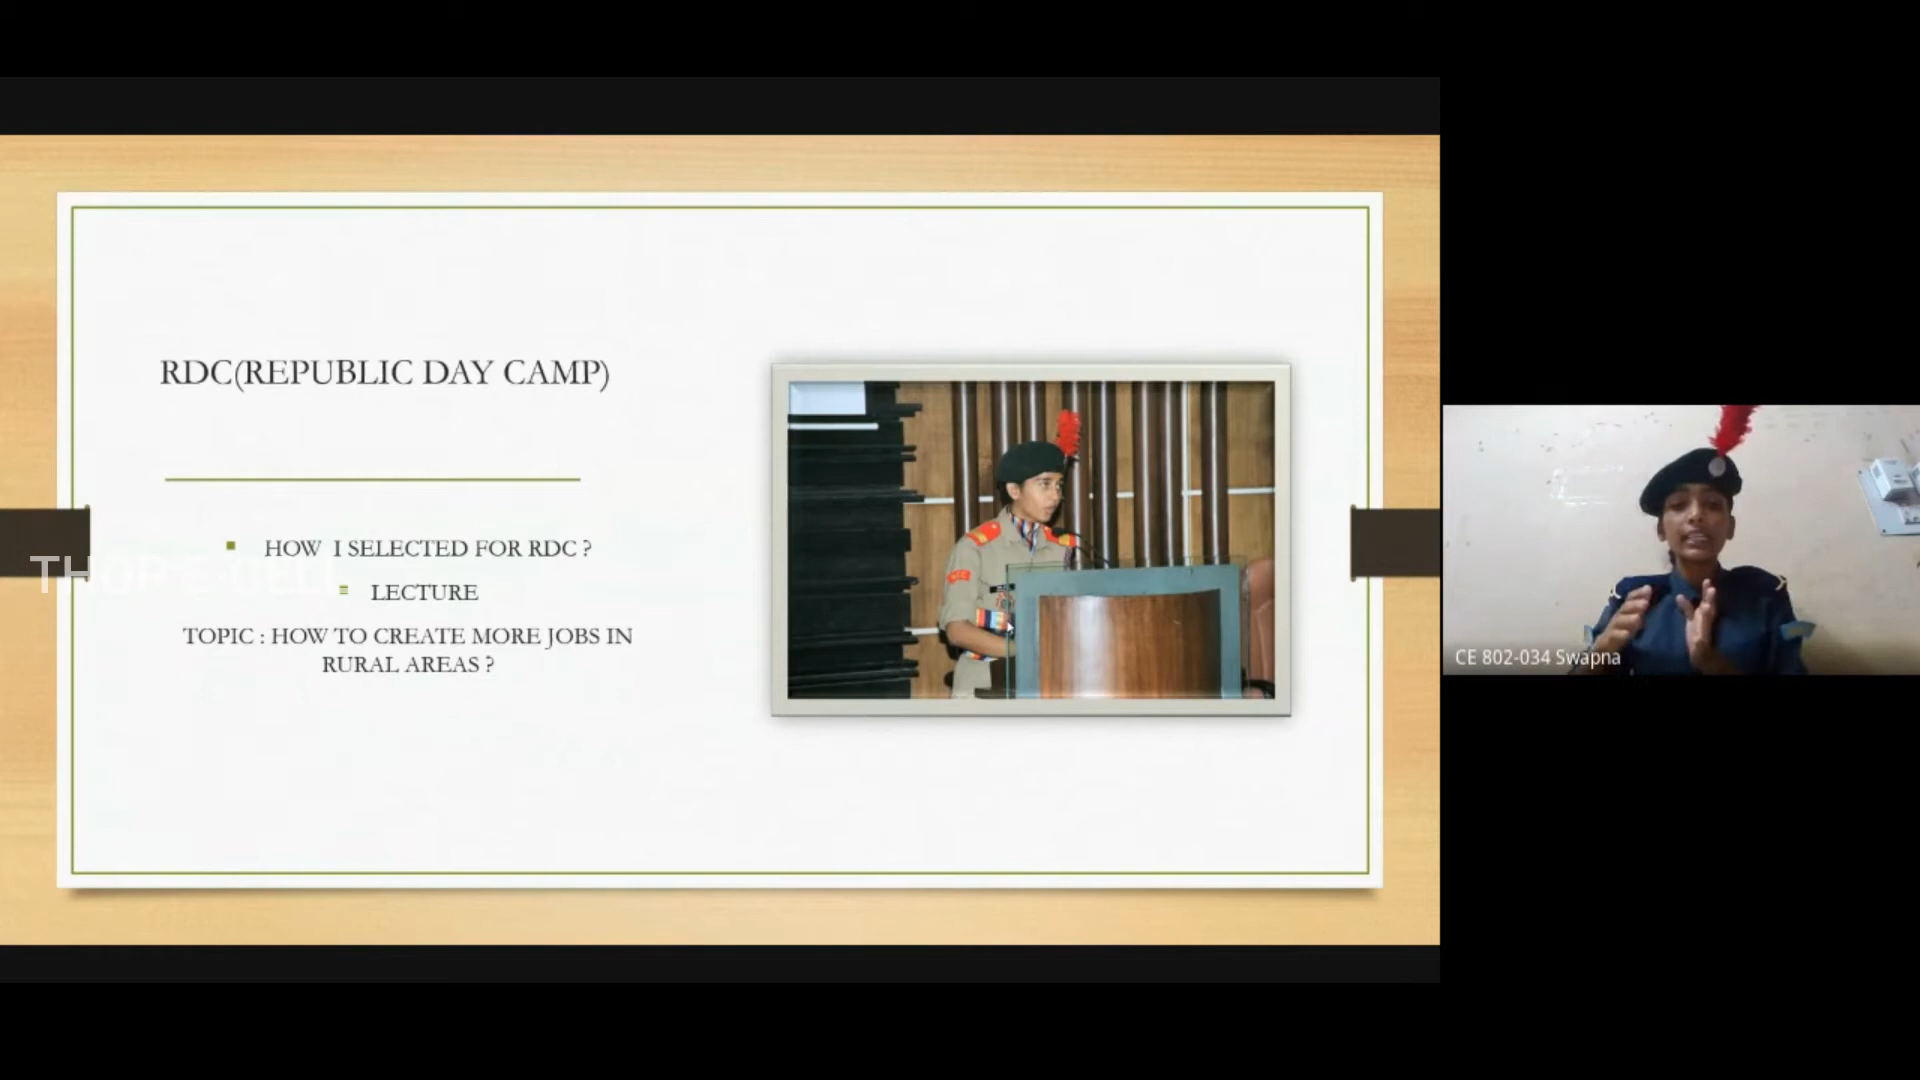 RDC(REPUBLIC DAY CAMP)
HOW I SELECTED FOR RDC ?
LECTURE
TOPIC : HOW TO CREATE MORE JOBS IN
RURAL AREAS ?
CE 802-034 Swapna